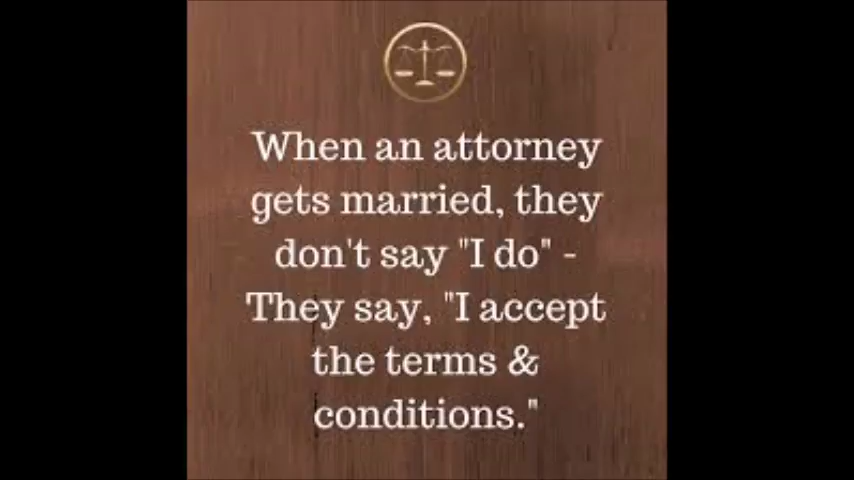 When an attorney
gets married, they
don't say "I do" -
They say, "I accept
the terms &
conditions."